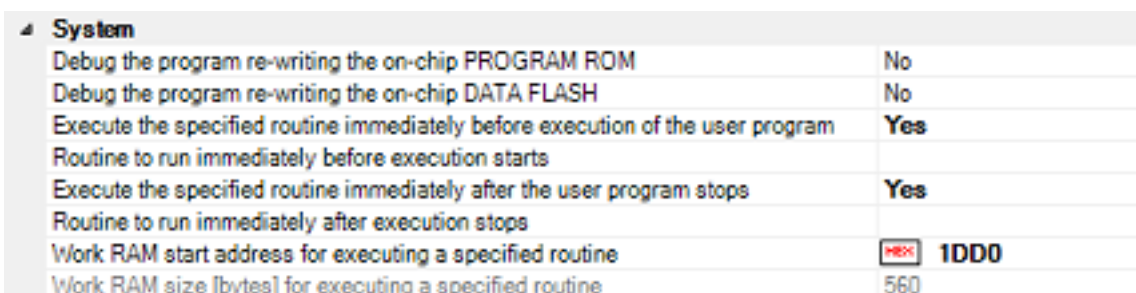 System
Debug the program re-writing the on-chip PROGRAM ROM No
Debug the program re-writing the on-chip DATA FLASH No
Execute the specified routine immediately before execution of the user program Yes
Routine to run immediately before execution starts
Execute the specified routine immediately after the user program stops Yes
Routine to run immediately after execution stops
Work RAM start address for executing a specified routine HEX 1DD0
Work RAM size [bytes] for executing a specified routine 560